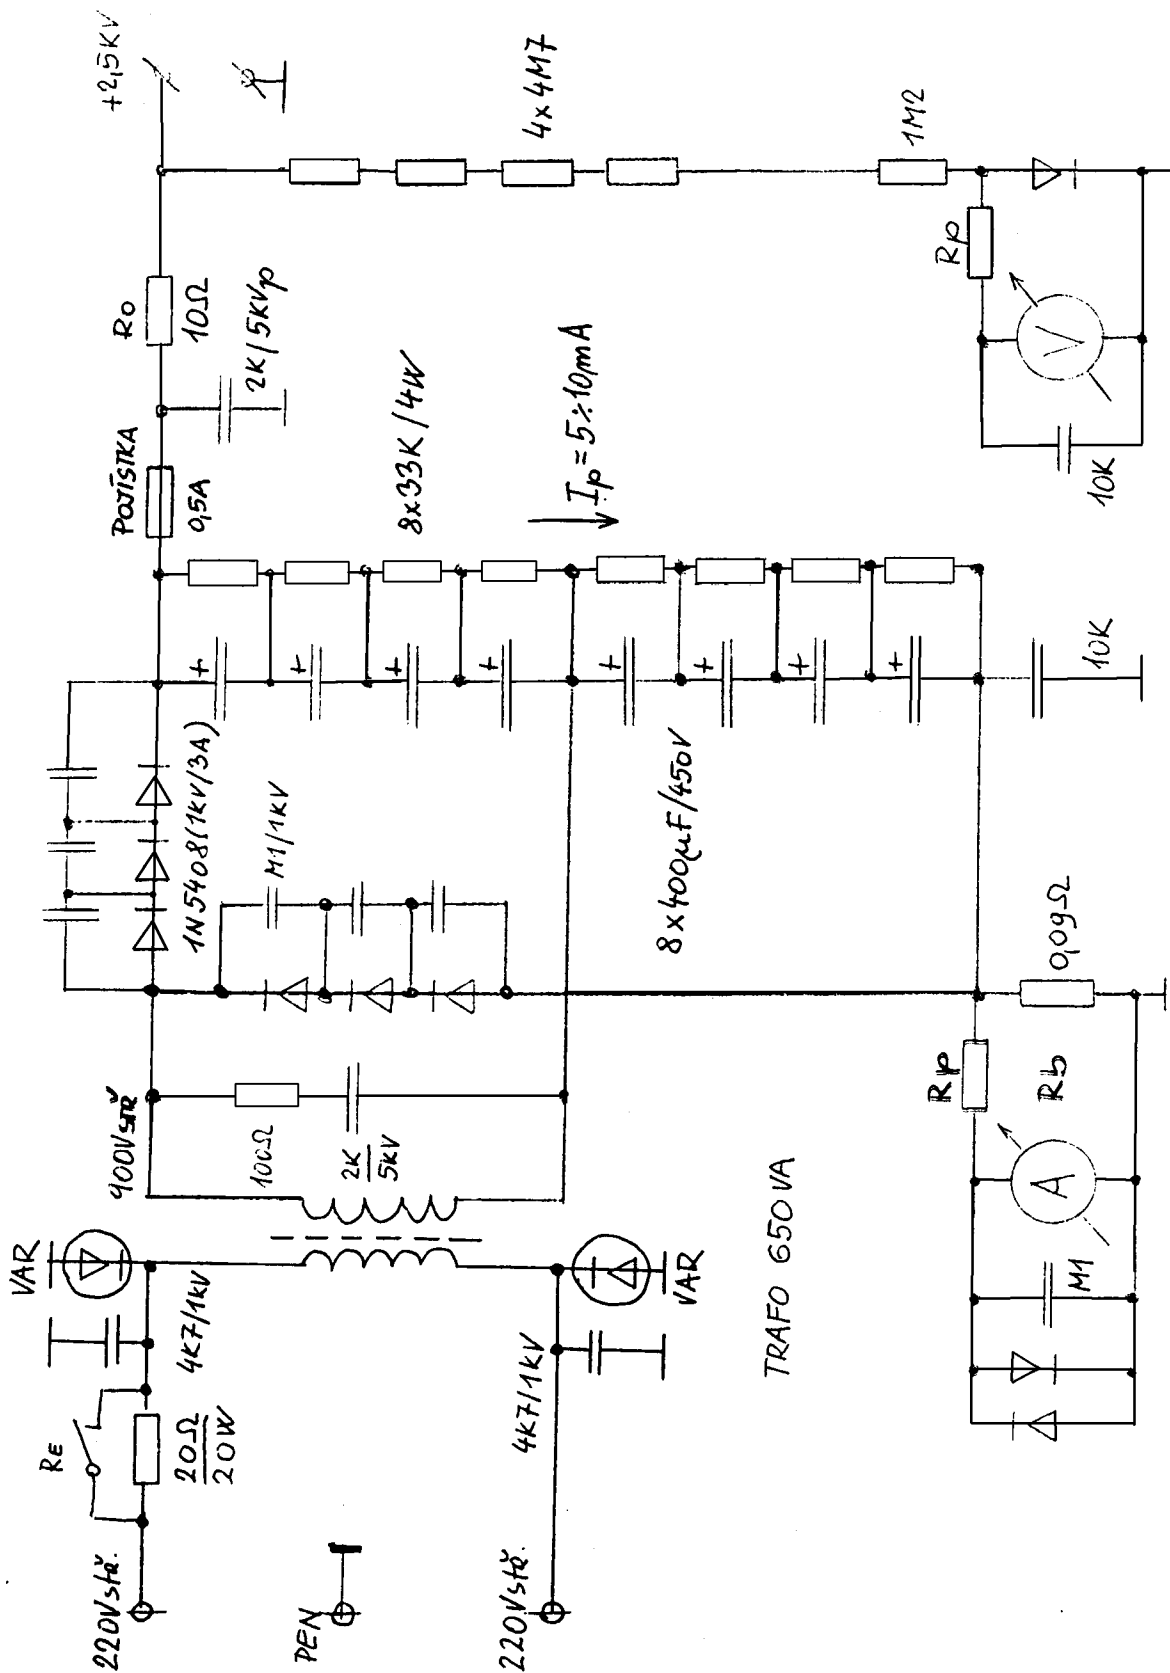 220Vstř.
RE
20Ω
20W
4K7/1KV
VAR
PEN
220Vstř.
4K7/1KV
VAR
TRAFO 650VA
900Vstř
100Ω
2K
5KV
1N5408(1KV/3A)
M1/1KV
8x400µF/450V
POJISTKA
0,5A
8x33K/4W
Ip=5÷10mA
2K/5KVp
Ro
10Ω
+2,5KV
4x4M7
1M2
Rp
V
10K
10K
0,09Ω
Rb
Rp
A
M1